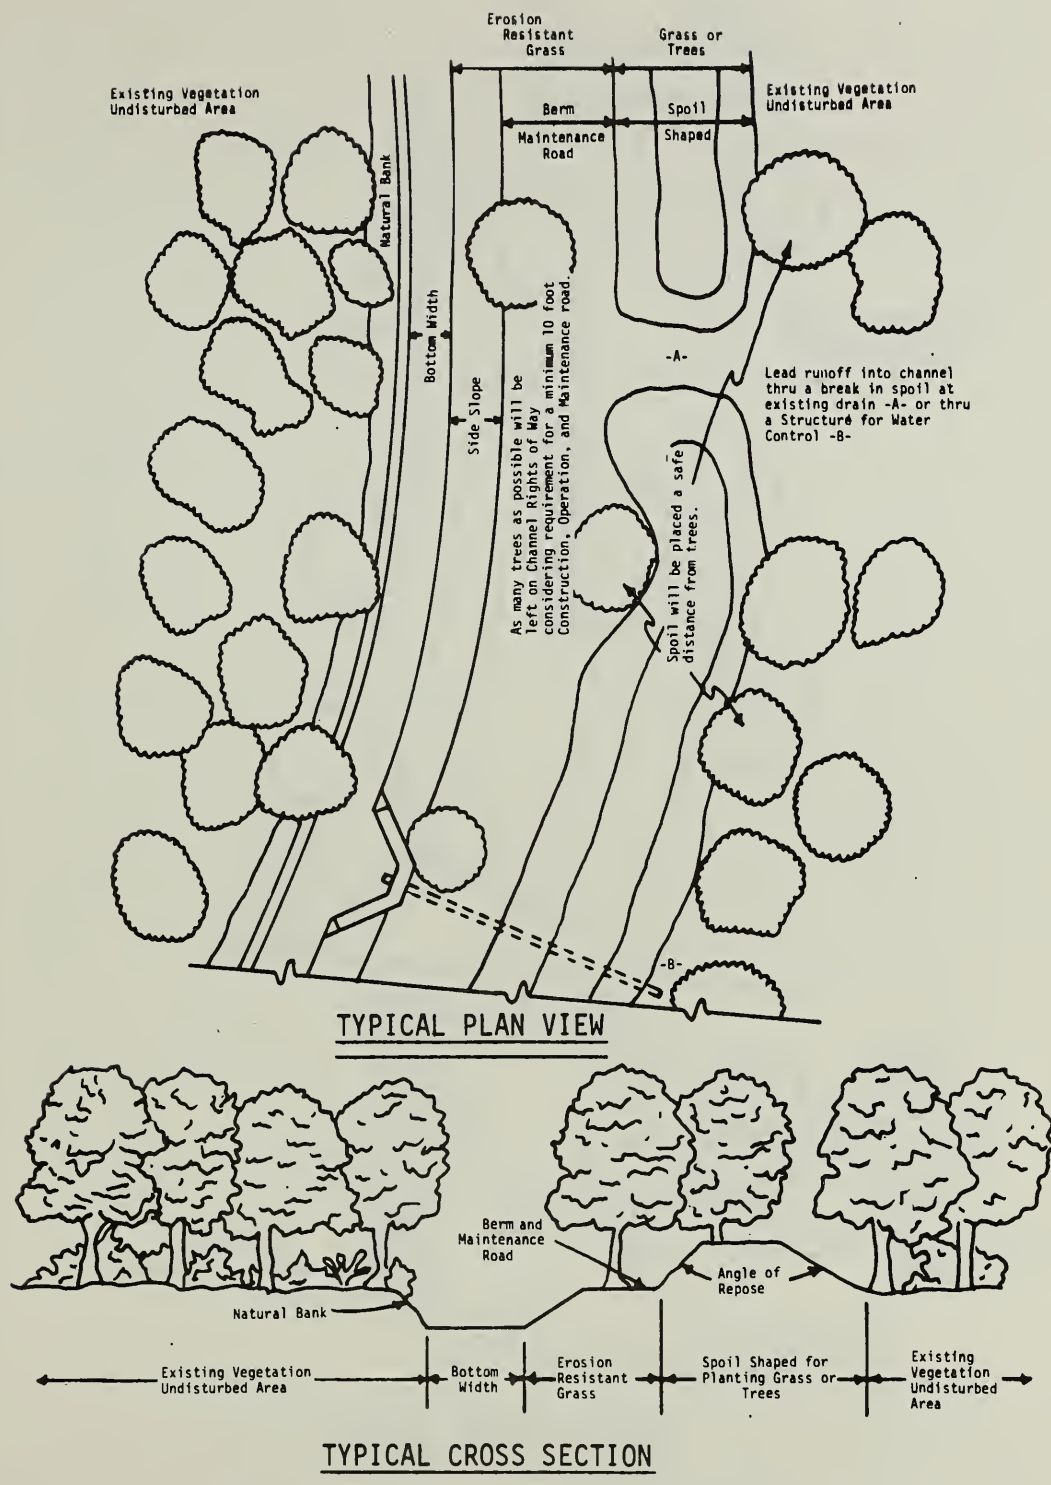 Erosion
Resistant
Grass
Grass or
Trees
Existing Vegetation
Undisturbed Area
Existing Vegetation
Undisturbed Area
Berm
Spoil
Maintenance
Road
Shaped
Natural Bank
Bottom Width
Side Slope
As many trees as possible will be
left on Channel Rights of Way
considering requirement for a minimum 10 foot
Construction, Operation, and Maintenance road.
-A-
Lead runoff into channel
thru a break in spoil at
existing drain -A- or thru
a Structure for Water
Control -B-
Spoil will be placed a safe
distance from trees.
-B-
TYPICAL PLAN VIEW
Berm and
Maintenance
Road
Angle of
Repose
Natural Bank
Existing Vegetation
Undisturbed Area
Bottom
Width
Erosion
Resistant
Grass
Spoil Shaped for
Planting Grass or
Trees
Existing
Vegetation
Undisturbed
Area
TYPICAL CROSS SECTION